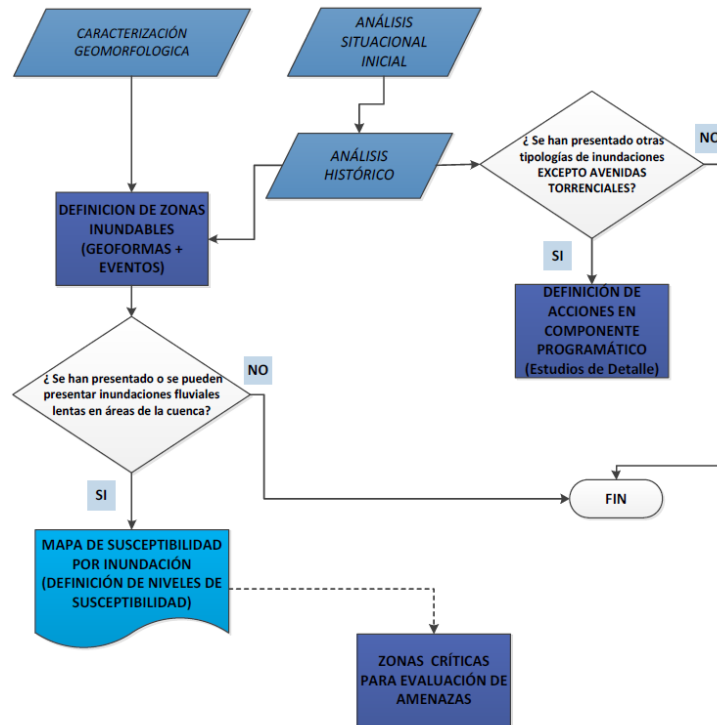 CARACTERIZACIÓN
GEOMORFOLOGICA
ANÁLISIS
SITUACIONAL
INICIAL
ANÁLISIS
HISTÓRICO
¿ Se han presentado otras
tipologías de inundaciones
EXCEPTO AVENIDAS
TORRENCIALES?
NO
DEFINICION DE ZONAS
INUNDABLES
(GEOFORMAS +
EVENTOS)
SI
DEFINICIÓN DE
ACCIONES EN
COMPONENTE
PROGRAMÁTICO
(Estudios de Detalle)
¿ Se han presentado o se pueden
presentar inundaciones fluviales
lentas en áreas de la cuenca?
NO
SI
FIN
MAPA DE SUSCEPTIBILIDAD
POR INUNDACIÓN
(DEFINICIÓN DE NIVELES DE
SUSCEPTIBILIDAD)
ZONAS CRÍTICAS
PARA EVALUACIÓN DE
AMENAZAS